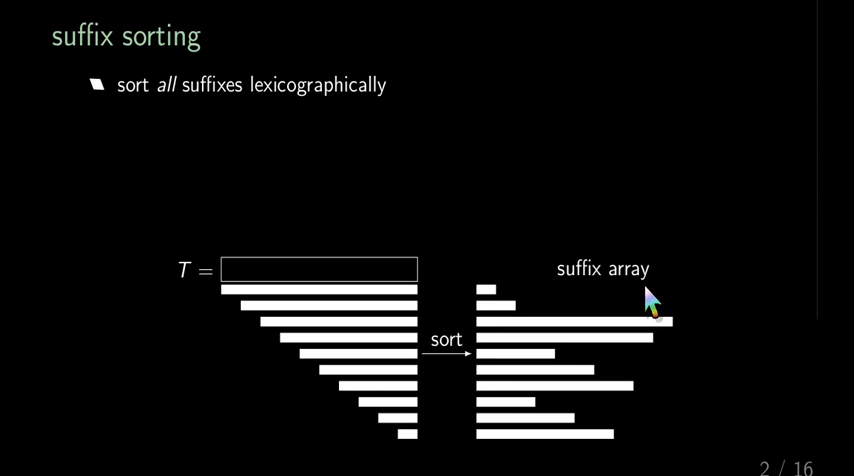 suffix sorting
sort all suffixes lexicographically
T =
suffix array
sort
2 / 16